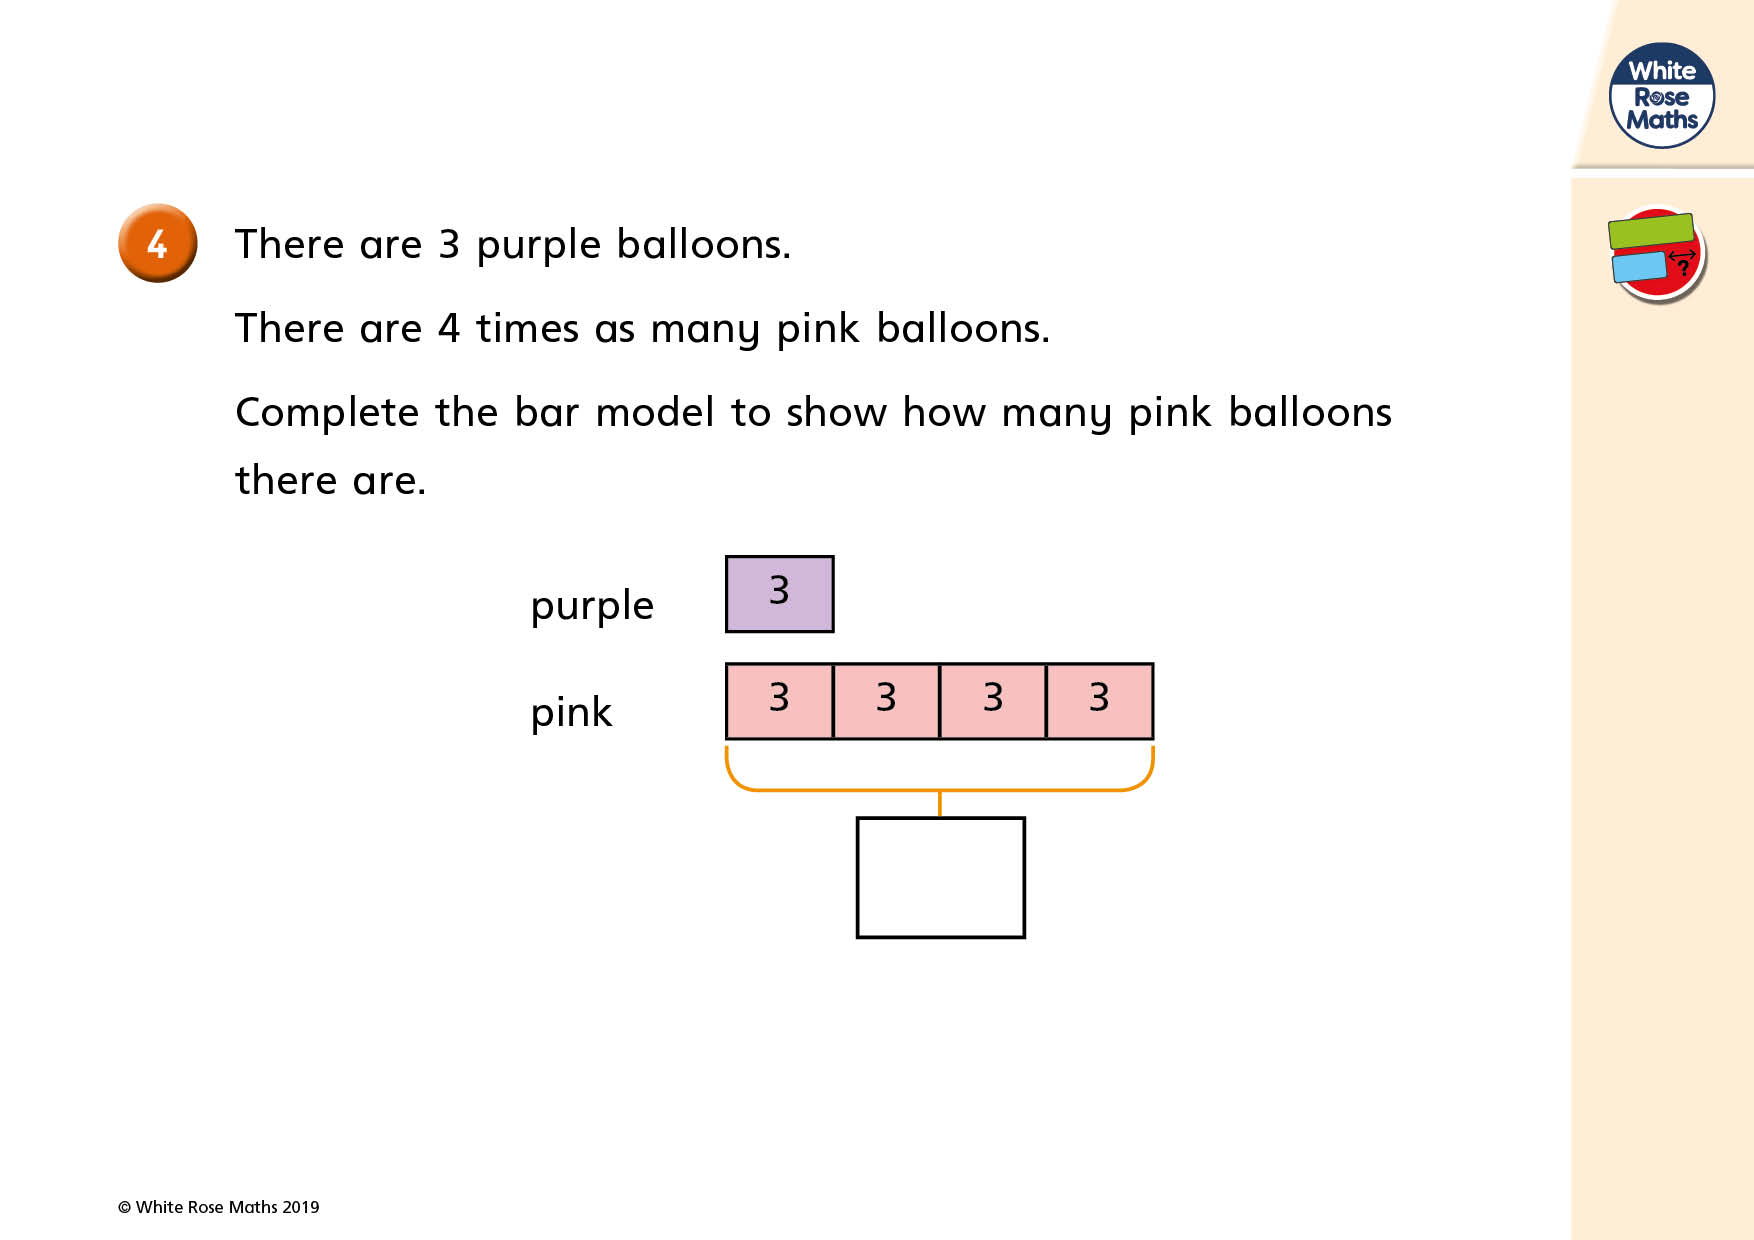 White
Rose
Maths
4 There are 3 purple balloons.
There are 4 times as many pink balloons.
Complete the bar model to show how many pink balloons
there are.
?
purple 3
pink 3 3 3 3
© White Rose Maths 2019